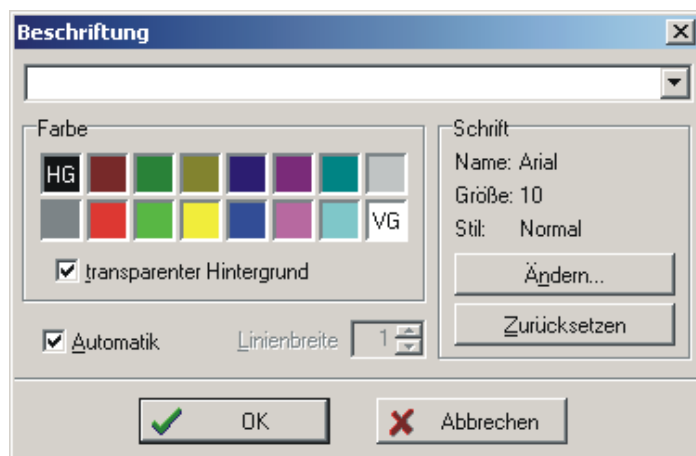 Beschriftung
Farbe
HG
VG
transparenter Hintergrund
Automatik
Linienbreite 1
Schrift
Name: Arial
Größe: 10
Stil: Normal
Ändern...
Zurücksetzen
OK
Abbrechen